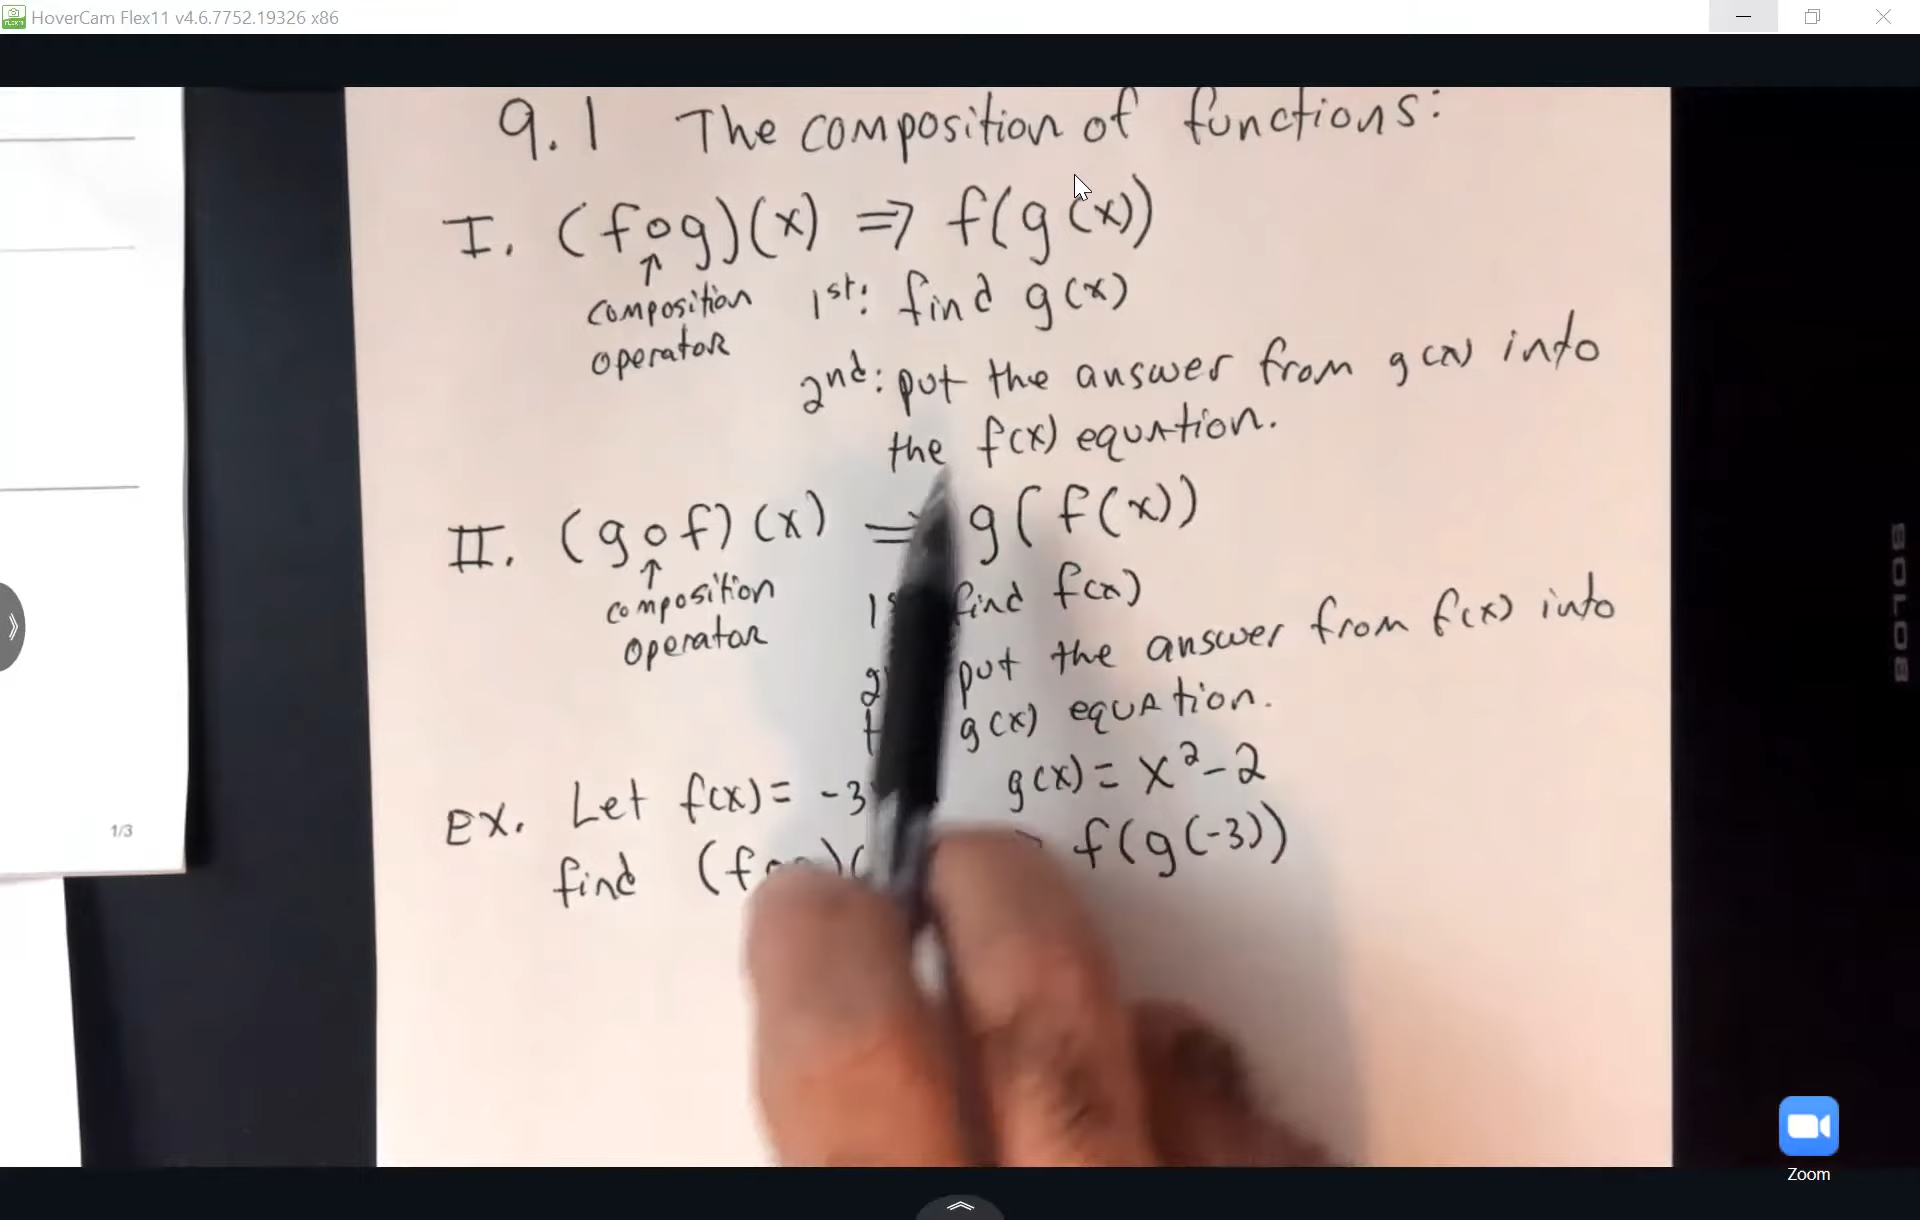 HoverCam Flex11 v4.6.7752.19326 x86
9.1 The composition of functions:
I. (f∘g)(x) ⇒ f(g(x))
↑
composition
operator
1st: find g(x)
2nd: put the answer from g(x) into
the f(x) equation.
II. (g∘f)(x) g(f(x))
↑
composition
operator
find f(x)
put the answer from f(x) into
g(x) equation.
Ex. Let f(x) = -3 g(x) = x²-2
find f(g(-3))
1/3
SOLO8
Zoom